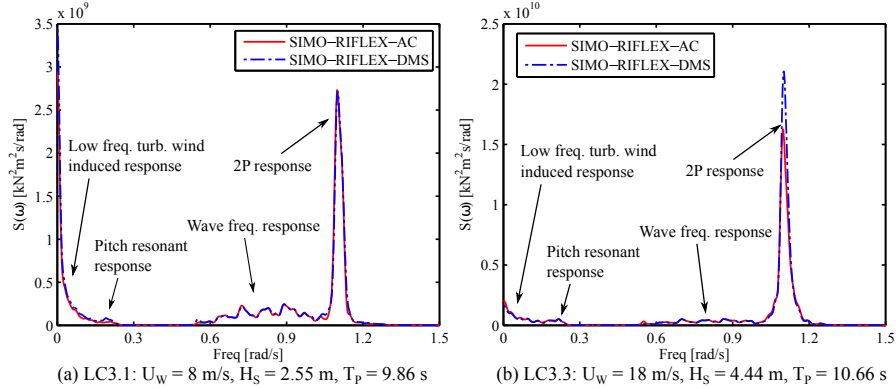 x 10⁹
S(ω) [kN²m²s/rad]
3.5
3
2.5
2
1.5
1
0.5
0
0
0.3
0.6
0.9
1.2
1.5
Freq [rad/s]
SIMO−RIFLEX−AC
SIMO−RIFLEX−DMS
Low freq. turb. wind
induced response
2P response
Wave freq. response
Pitch resonant
response
(a) LC3.1: U_W = 8 m/s, H_S = 2.55 m, T_P = 9.86 s
x 10¹⁰
S(ω) [kN²m²s/rad]
2.5
2.0
1.5
1.0
0.5
0
0
0.3
0.6
0.9
1.2
1.5
Freq [rad/s]
SIMO−RIFLEX−AC
SIMO−RIFLEX−DMS
Low freq. turb. wind
induced response
2P response
Pitch resonant
response
Wave freq. response
(b) LC3.3: U_W = 18 m/s, H_S = 4.44 m, T_P = 10.66 s